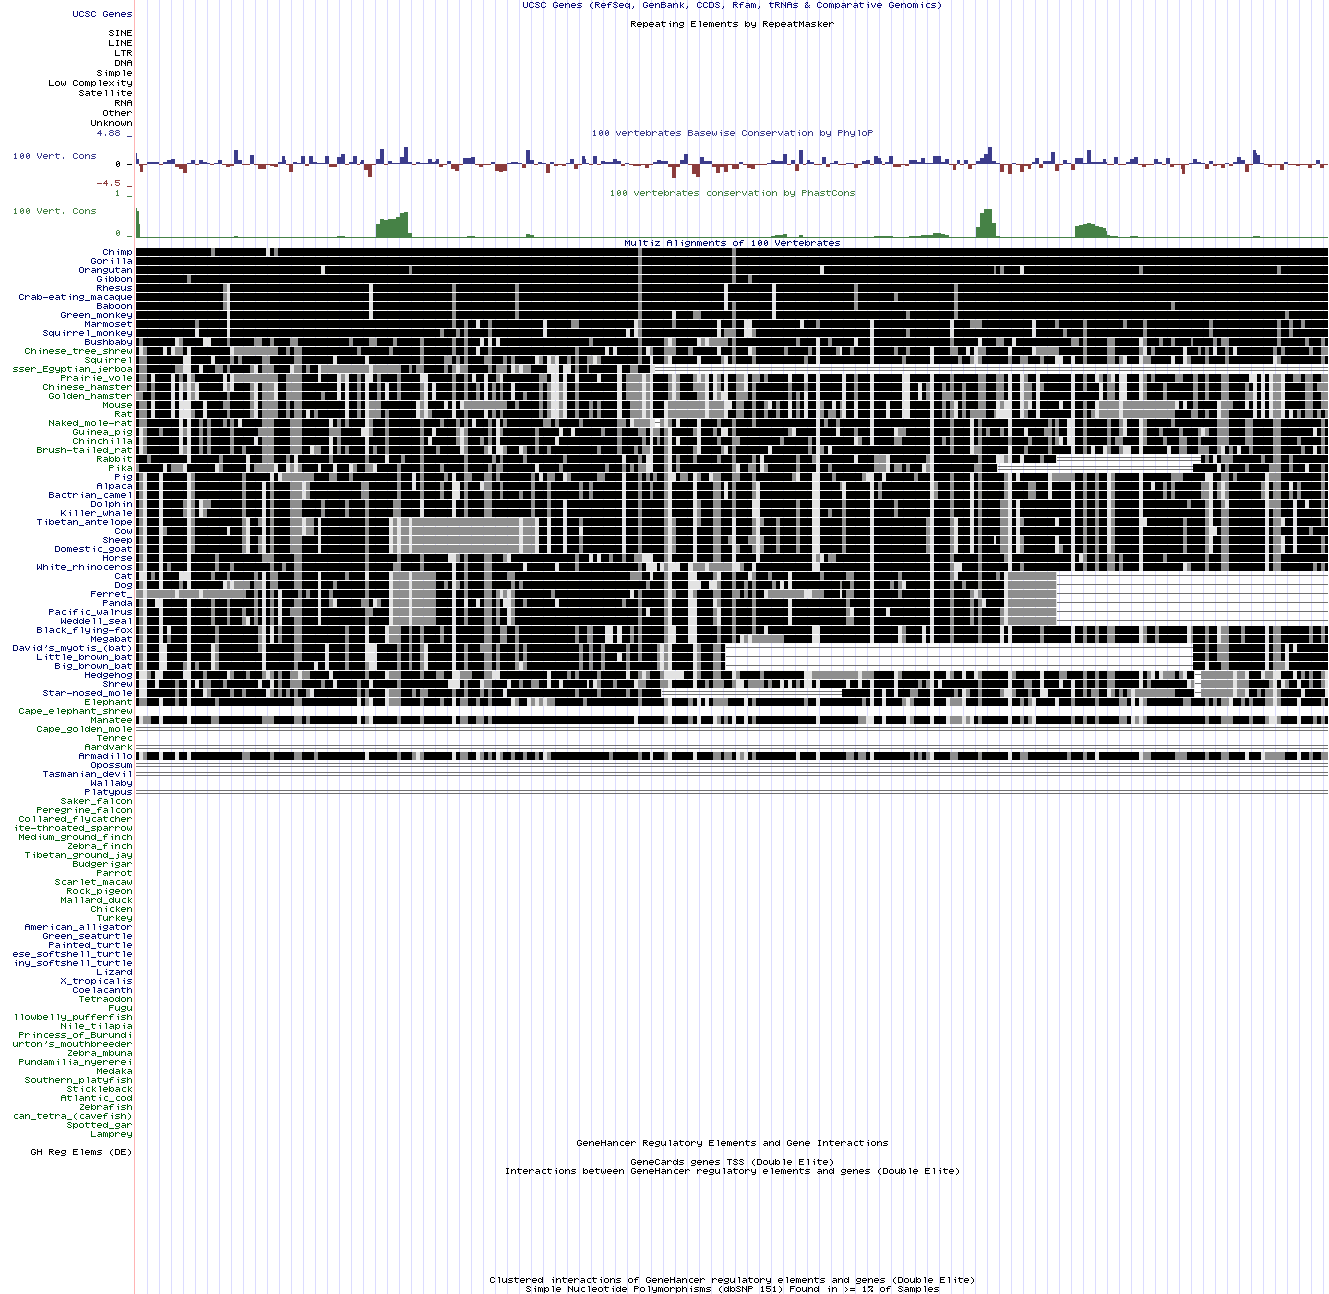 UCSC Genes (RefSeq, GenBank, CCDS, Rfam, tRNAs & Comparative Genomics)
UCSC Genes
Repeating Elements by RepeatMasker
SINE
LINE
LTR
DNA
Simple
Low Complexity
Satellite
RNA
Other
Unknown
4.88 _
100 vertebrates Basewise Conservation by PhyloP
100 Vert. Cons
0 -
-4.5 _
1 _
100 vertebrates conservation by PhastCons
100 Vert. Cons
0 _
Multiz Alignments of 100 Vertebrates
Chimp
Gorilla
Orangutan
Gibbon
Rhesus
Crab-eating_macaque
Baboon
Green_monkey
Marmoset
Squirrel_monkey
Bushbaby
Chinese_tree_shrew
Squirrel
sser_Egyptian_jerboa
Prairie_vole
Chinese_hamster
Golden_hamster
Mouse
Rat
Naked_mole-rat
Guinea_pig
Chinchilla
Brush-tailed_rat
Rabbit
Pika
Pig
Alpaca
Bactrian_camel
Dolphin
Killer_whale
Tibetan_antelope
Cow
Sheep
Domestic_goat
Horse
White_rhinoceros
Cat
Dog
Ferret_
Panda
Pacific_walrus
Weddell_seal
Black_flying-fox
Megabat
David's_myotis_(bat)
Little_brown_bat
Big_brown_bat
Hedgehog
Shrew
Star-nosed_mole
Elephant
Cape_elephant_shrew
Manatee
Cape_golden_mole
Tenrec
Aardvark
Armadillo
Opossum
Tasmanian_devil
Wallaby
Platypus
Saker_falcon
Peregrine_falcon
Collared_flycatcher
ite-throated_sparrow
Medium_ground_finch
Zebra_finch
Tibetan_ground_jay
Budgerigar
Parrot
Scarlet_macaw
Rock_pigeon
Mallard_duck
Chicken
Turkey
American_alligator
Green_seaturtle
Painted_turtle
ese_softshell_turtle
iny_softshell_turtle
Lizard
X_tropicalis
Coelacanth
Tetraodon
Fugu
llowbelly_pufferfish
Nile_tilapia
Princess_of_Burundi
urton's_mouthbreeder
Zebra_mbuna
Pundamilia_nyererei
Medaka
Southern_platyfish
Stickleback
Atlantic_cod
Zebrafish
can_tetra_(cavefish)
Spotted_gar
Lamprey
GeneHancer Regulatory Elements and Gene Interactions
GH Reg Elems (DE)
GeneCards genes TSS (Double Elite)
Interactions between GeneHancer regulatory elements and genes (Double Elite)
Clustered interactions of GeneHancer regulatory elements and genes (Double Elite)
Simple Nucleotide Polymorphisms (dbSNP 151) Found in >= 1% of Samples